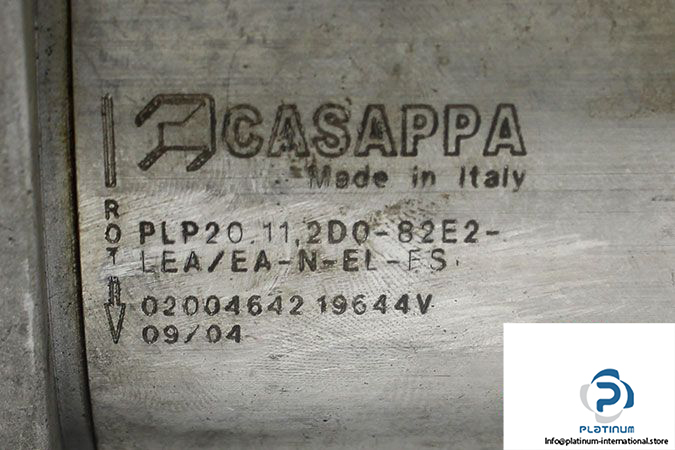 CASAPPA
Made in Italy
ROT
PLP20.11,2D0-82E2-
LEA/EA-N-EL-FS
02004642 19644V
09/04
PLATINUM
Info@platinum-international.store